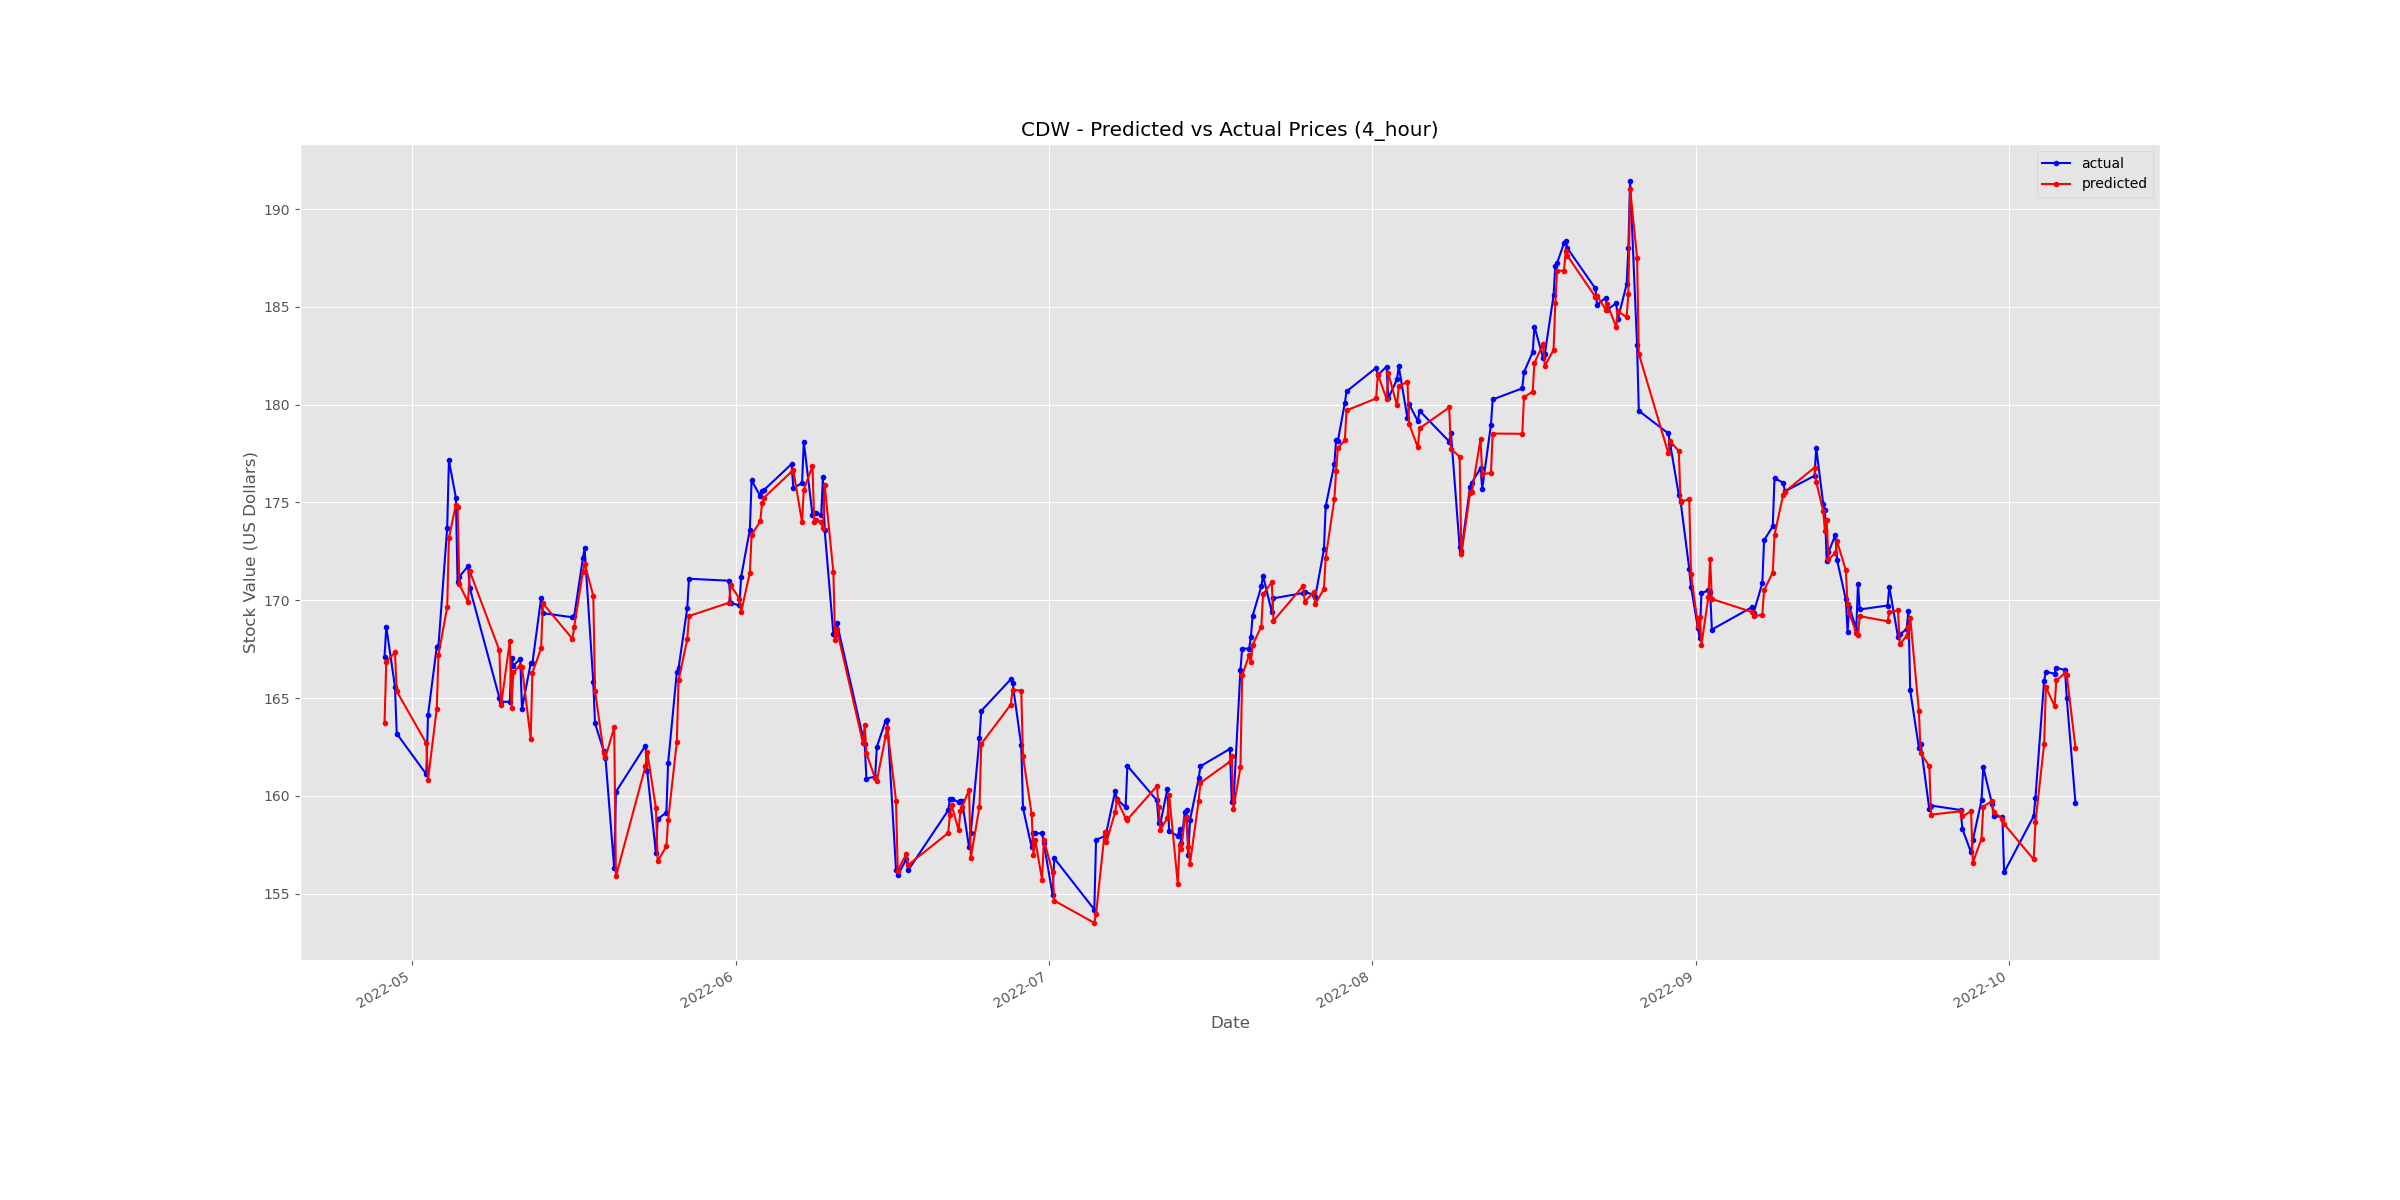 CDW - Predicted vs Actual Prices (4_hour)
actual
predicted
Stock Value (US Dollars)
190
185
180
175
170
165
160
155
2022-05
2022-06
2022-07
2022-08
2022-09
2022-10
Date